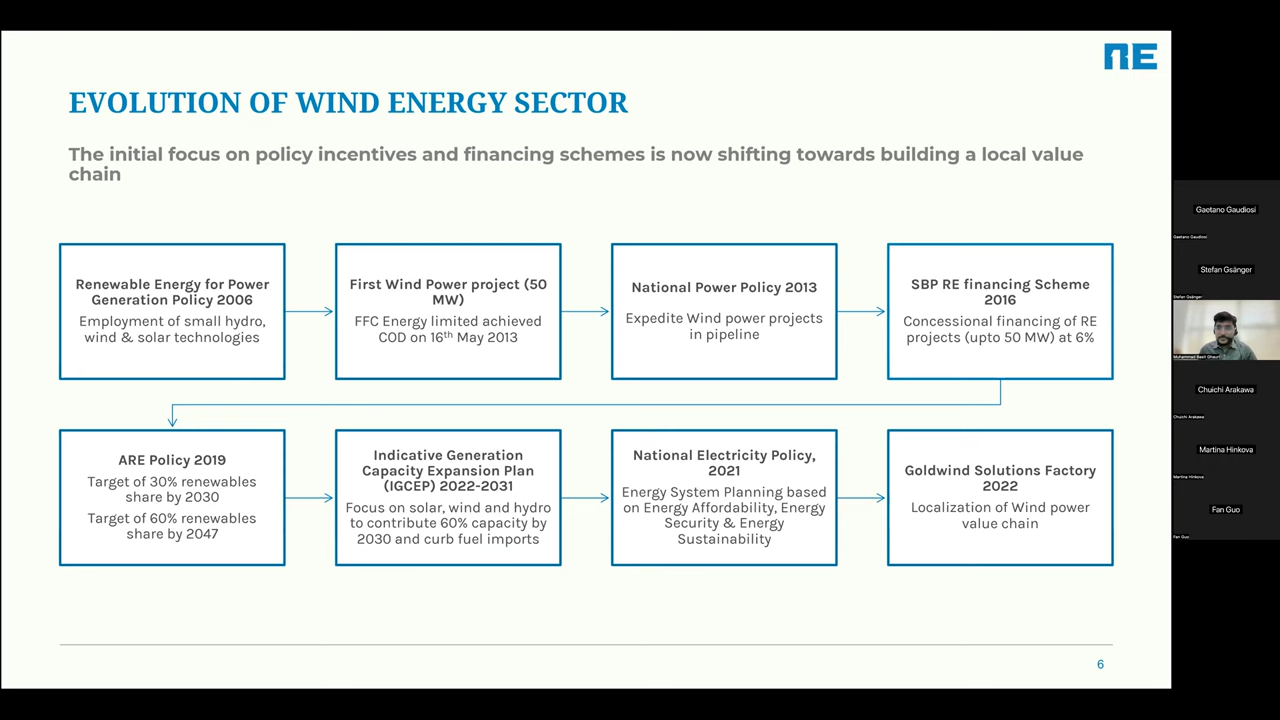 RE
EVOLUTION OF WIND ENERGY SECTOR
The initial focus on policy incentives and financing schemes is now shifting towards building a local value
chain
Renewable Energy for Power
Generation Policy 2006
Employment of small hydro,
wind & solar technologies
First Wind Power project (50
MW)
FFC Energy limited achieved
COD on 16th May 2013
National Power Policy 2013
Expedite Wind power projects
in pipeline
SBP RE financing Scheme
2016
Concessional financing of RE
projects (upto 50 MW) at 6%
ARE Policy 2019
Target of 30% renewables
share by 2030
Target of 60% renewables
share by 2047
Indicative Generation
Capacity Expansion Plan
(IGCEP) 2022-2031
Focus on solar, wind and hydro
to contribute 60% capacity by
2030 and curb fuel imports
National Electricity Policy,
2021
Energy System Planning based
on Energy Affordability, Energy
Security & Energy
Sustainability
Goldwind Solutions Factory
2022
Localization of Wind power
value chain
6
Gaetano Gaudiosi
Gaetano Gaudiosi
Stefan Gsänger
Stefan Gsänger
Muhammad Basit Ghauri
Chuichi Arakawa
Chuichi Arakawa
Martina Hinkova
Martina Hinkova
Fan Guo
Fan Guo